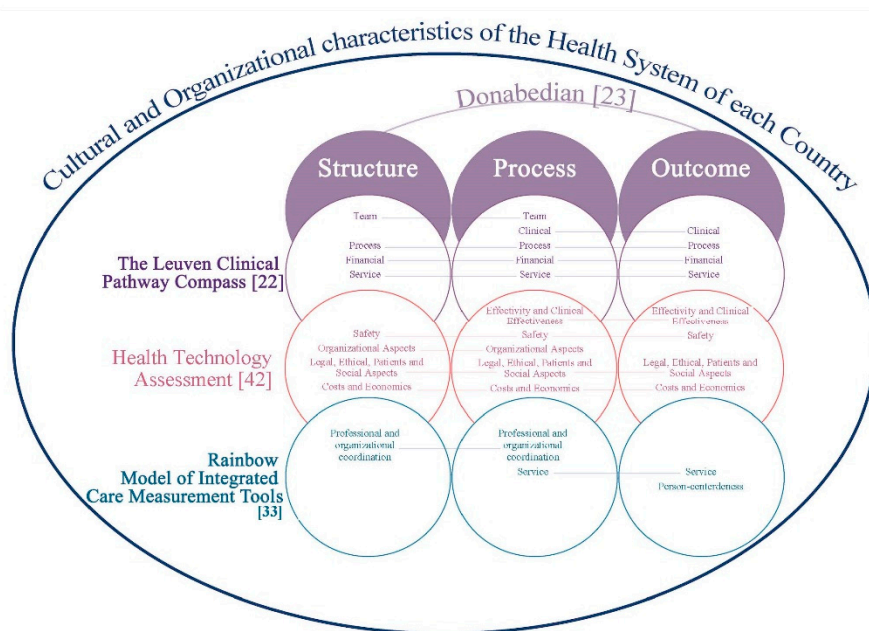 Cultural and Organizational characteristics of the Health System of each Country
Donabedian [23]
Structure
Process
Outcome
The Leuven Clinical
Pathway Compass [22]
Team
Process
Financial
Service
Team
Clinical
Process
Financial
Service
Clinical
Process
Financial
Service
Health Technology
Assessment [42]
Safety
Organizational Aspects
Legal, Ethical, Patients and
Social Aspects
Costs and Economics
Effectivity and Clinical
Effectiveness
Safety
Organizational Aspects
Legal, Ethical, Patients and
Social Aspects
Costs and Economics
Effectivity and Clinical
Effectiveness
Safety
Legal, Ethical, Patients and
Social Aspects
Costs and Economics
Rainbow
Model of Integrated
Care Measurement Tools
[33]
Professional and
organizational
coordination
Professional and
organizational
coordination
Service
Service
Person-centerdeness